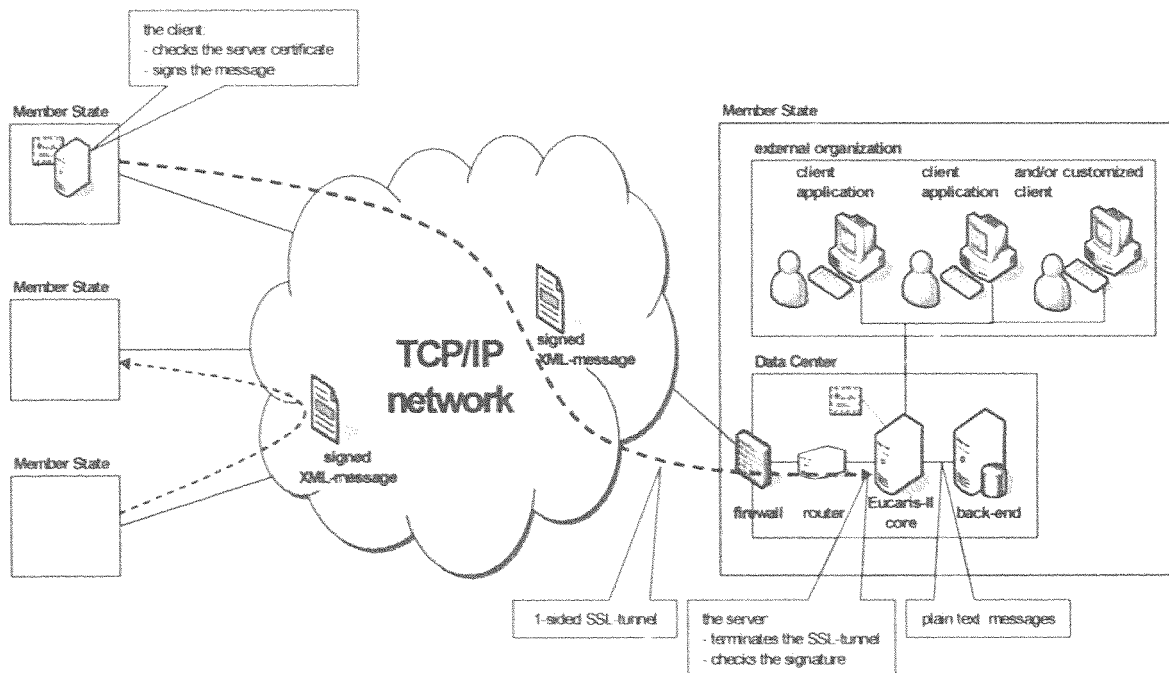 the client:
- checks the server certificate
- signs the message
Member State
Member State
Member State
TCP/IP
network
signed
XML-message
signed
XML-message
Member State
external organization
client
application
client
application
and/or customized
client
Data Center
firewall
router
Eucaris-II
core
back-end
1-sided SSL-tunnel
the server:
- terminates the SSL-tunnel
- checks the signature
plain text messages